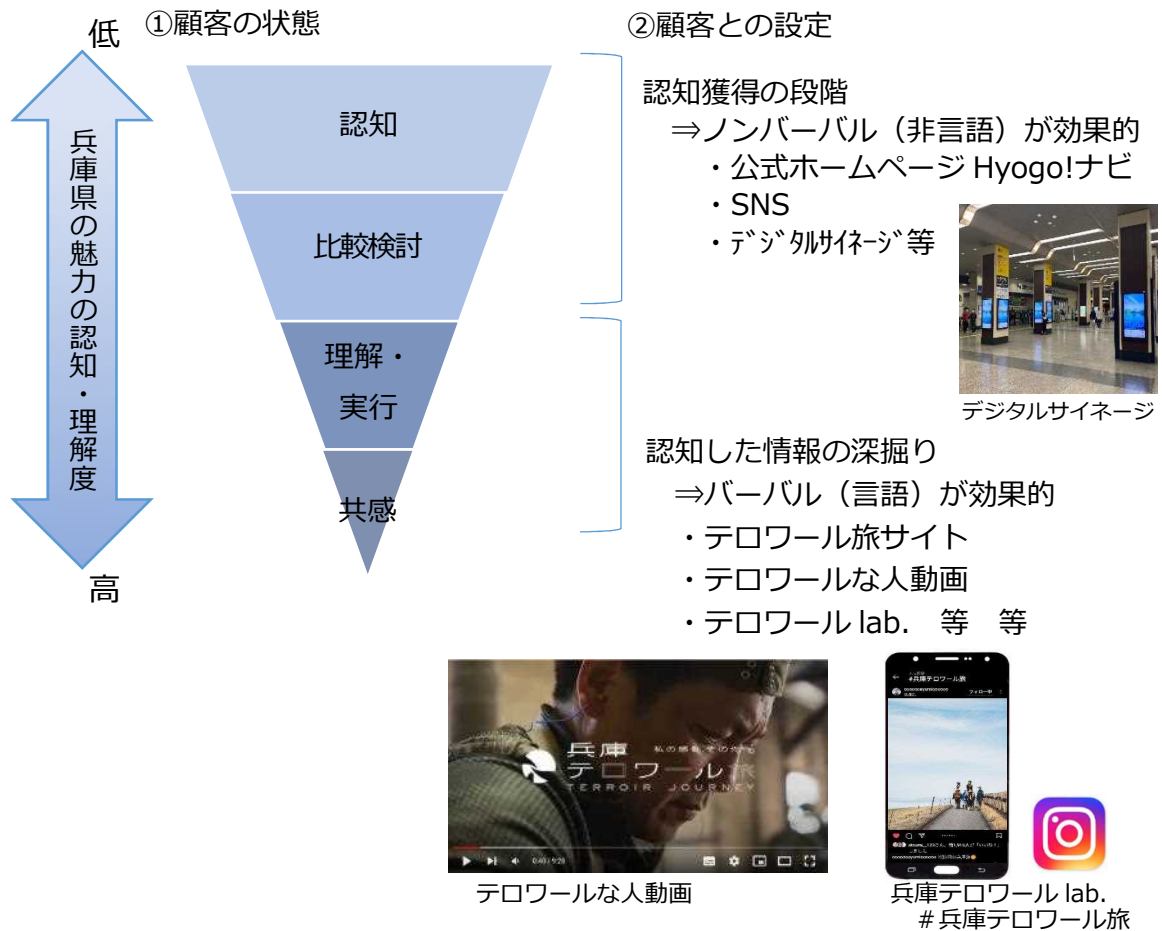 低
①顧客の状態
②顧客との設定
兵庫県の魅力の認知・理解度
高
認知
比較検討
理解・
実行
共感
認知獲得の段階
⇒ノンバーバル（非言語）が効果的
・公式ホームページ Hyogo!ナビ
・SNS
・ﾃﾞｼﾞﾀﾙｻｲﾈｰｼﾞ等
デジタルサイネージ
認知した情報の深掘り
⇒バーバル（言語）が効果的
・テロワール旅サイト
・テロワールな人動画
・テロワール lab.　等　等
兵庫
テロワール旅
TERROIR JOURNEY
0:40 / 9:28
テロワールな人動画
#兵庫テロワール旅
フォロー中
兵庫テロワール lab.
＃兵庫テロワール旅